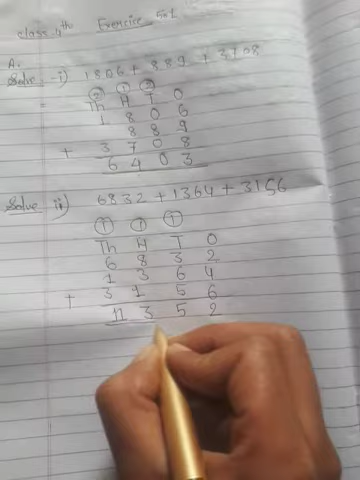 class 4th Exercise 5.1
A.
Solve -i) 1806 + 889 + 3708
2 1 2
= Th H T O
1 8 0 6
8 8 9
+ 3 7 0 8
6 4 0 3
Solve ii) 6832 + 1364 + 3156
1 1 1
Th H T O
6 8 3 2
1 3 6 4
+ 3 1 5 6
11 3 5 2